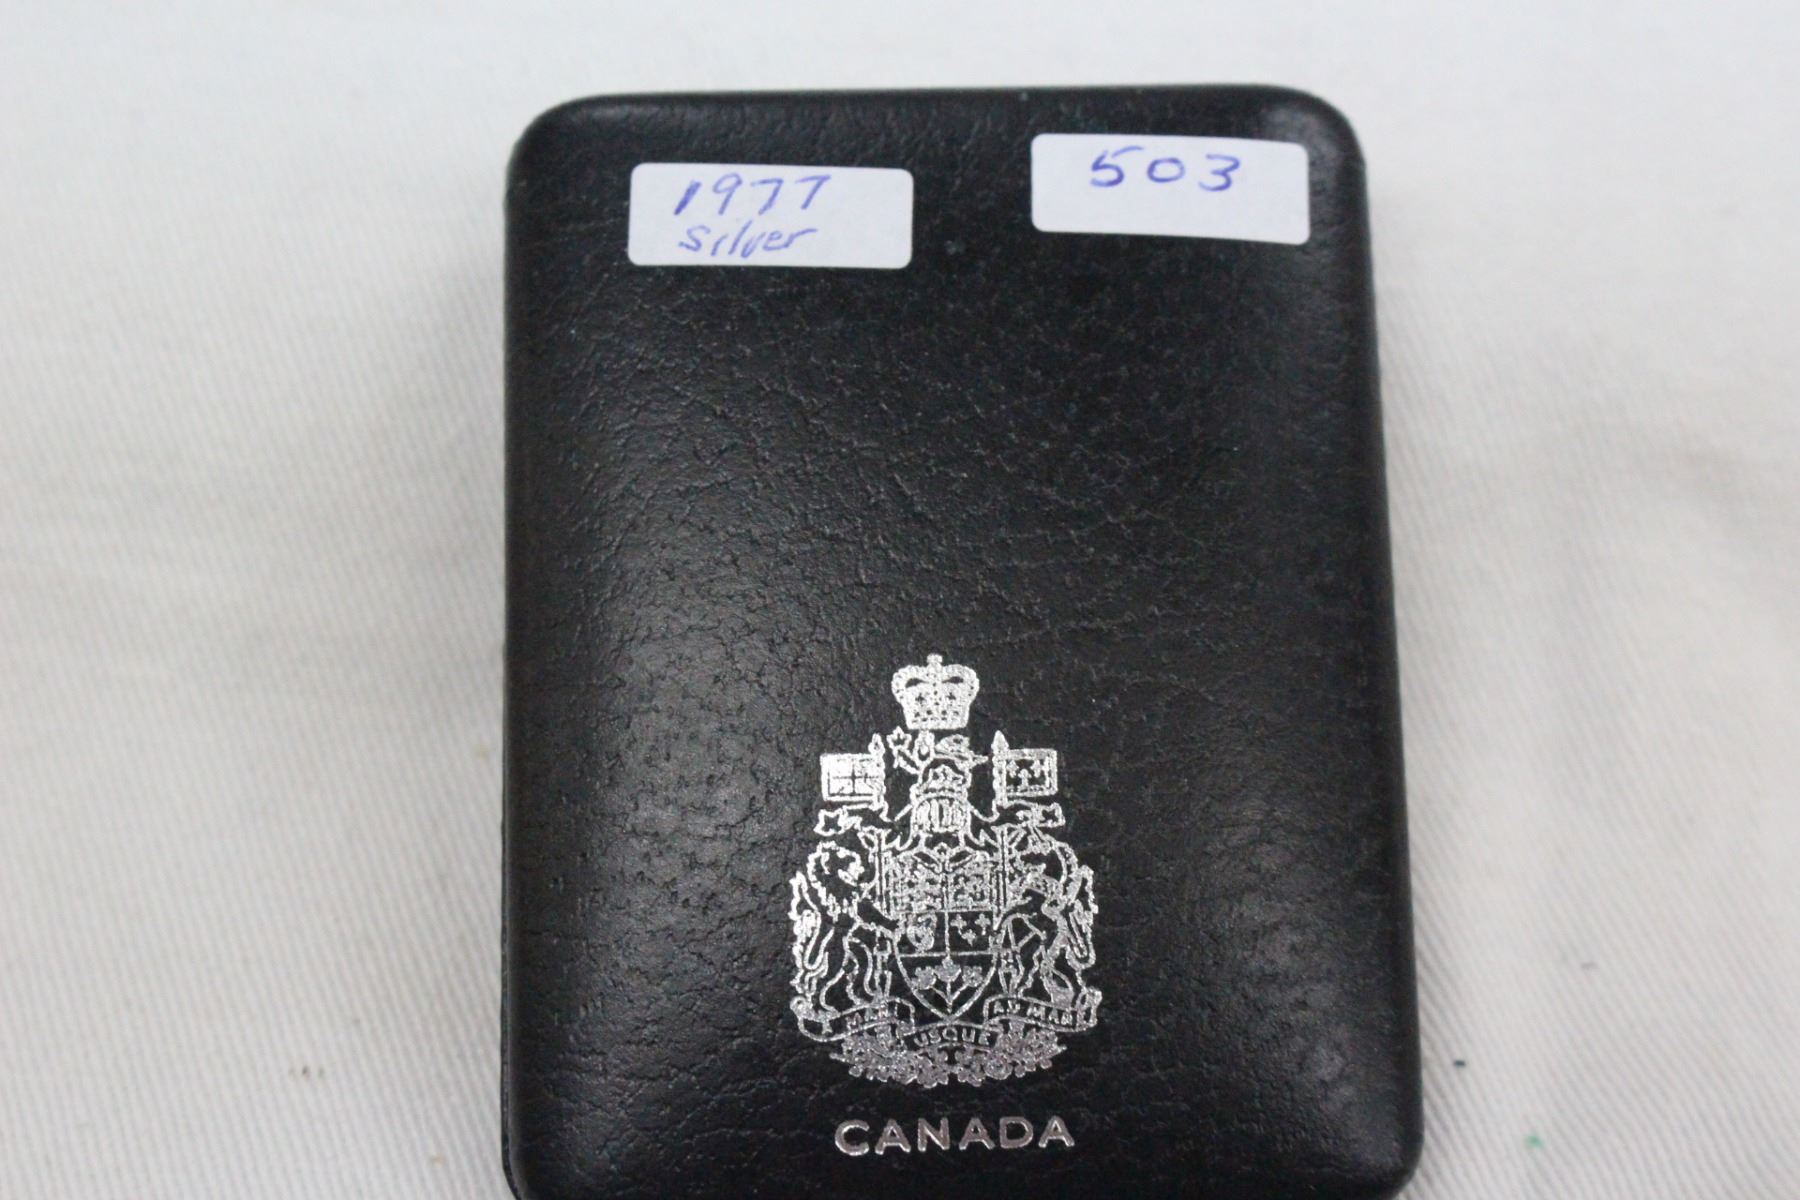 1977
silver
503
A MARI
USQUE
AD MARE
CANADA